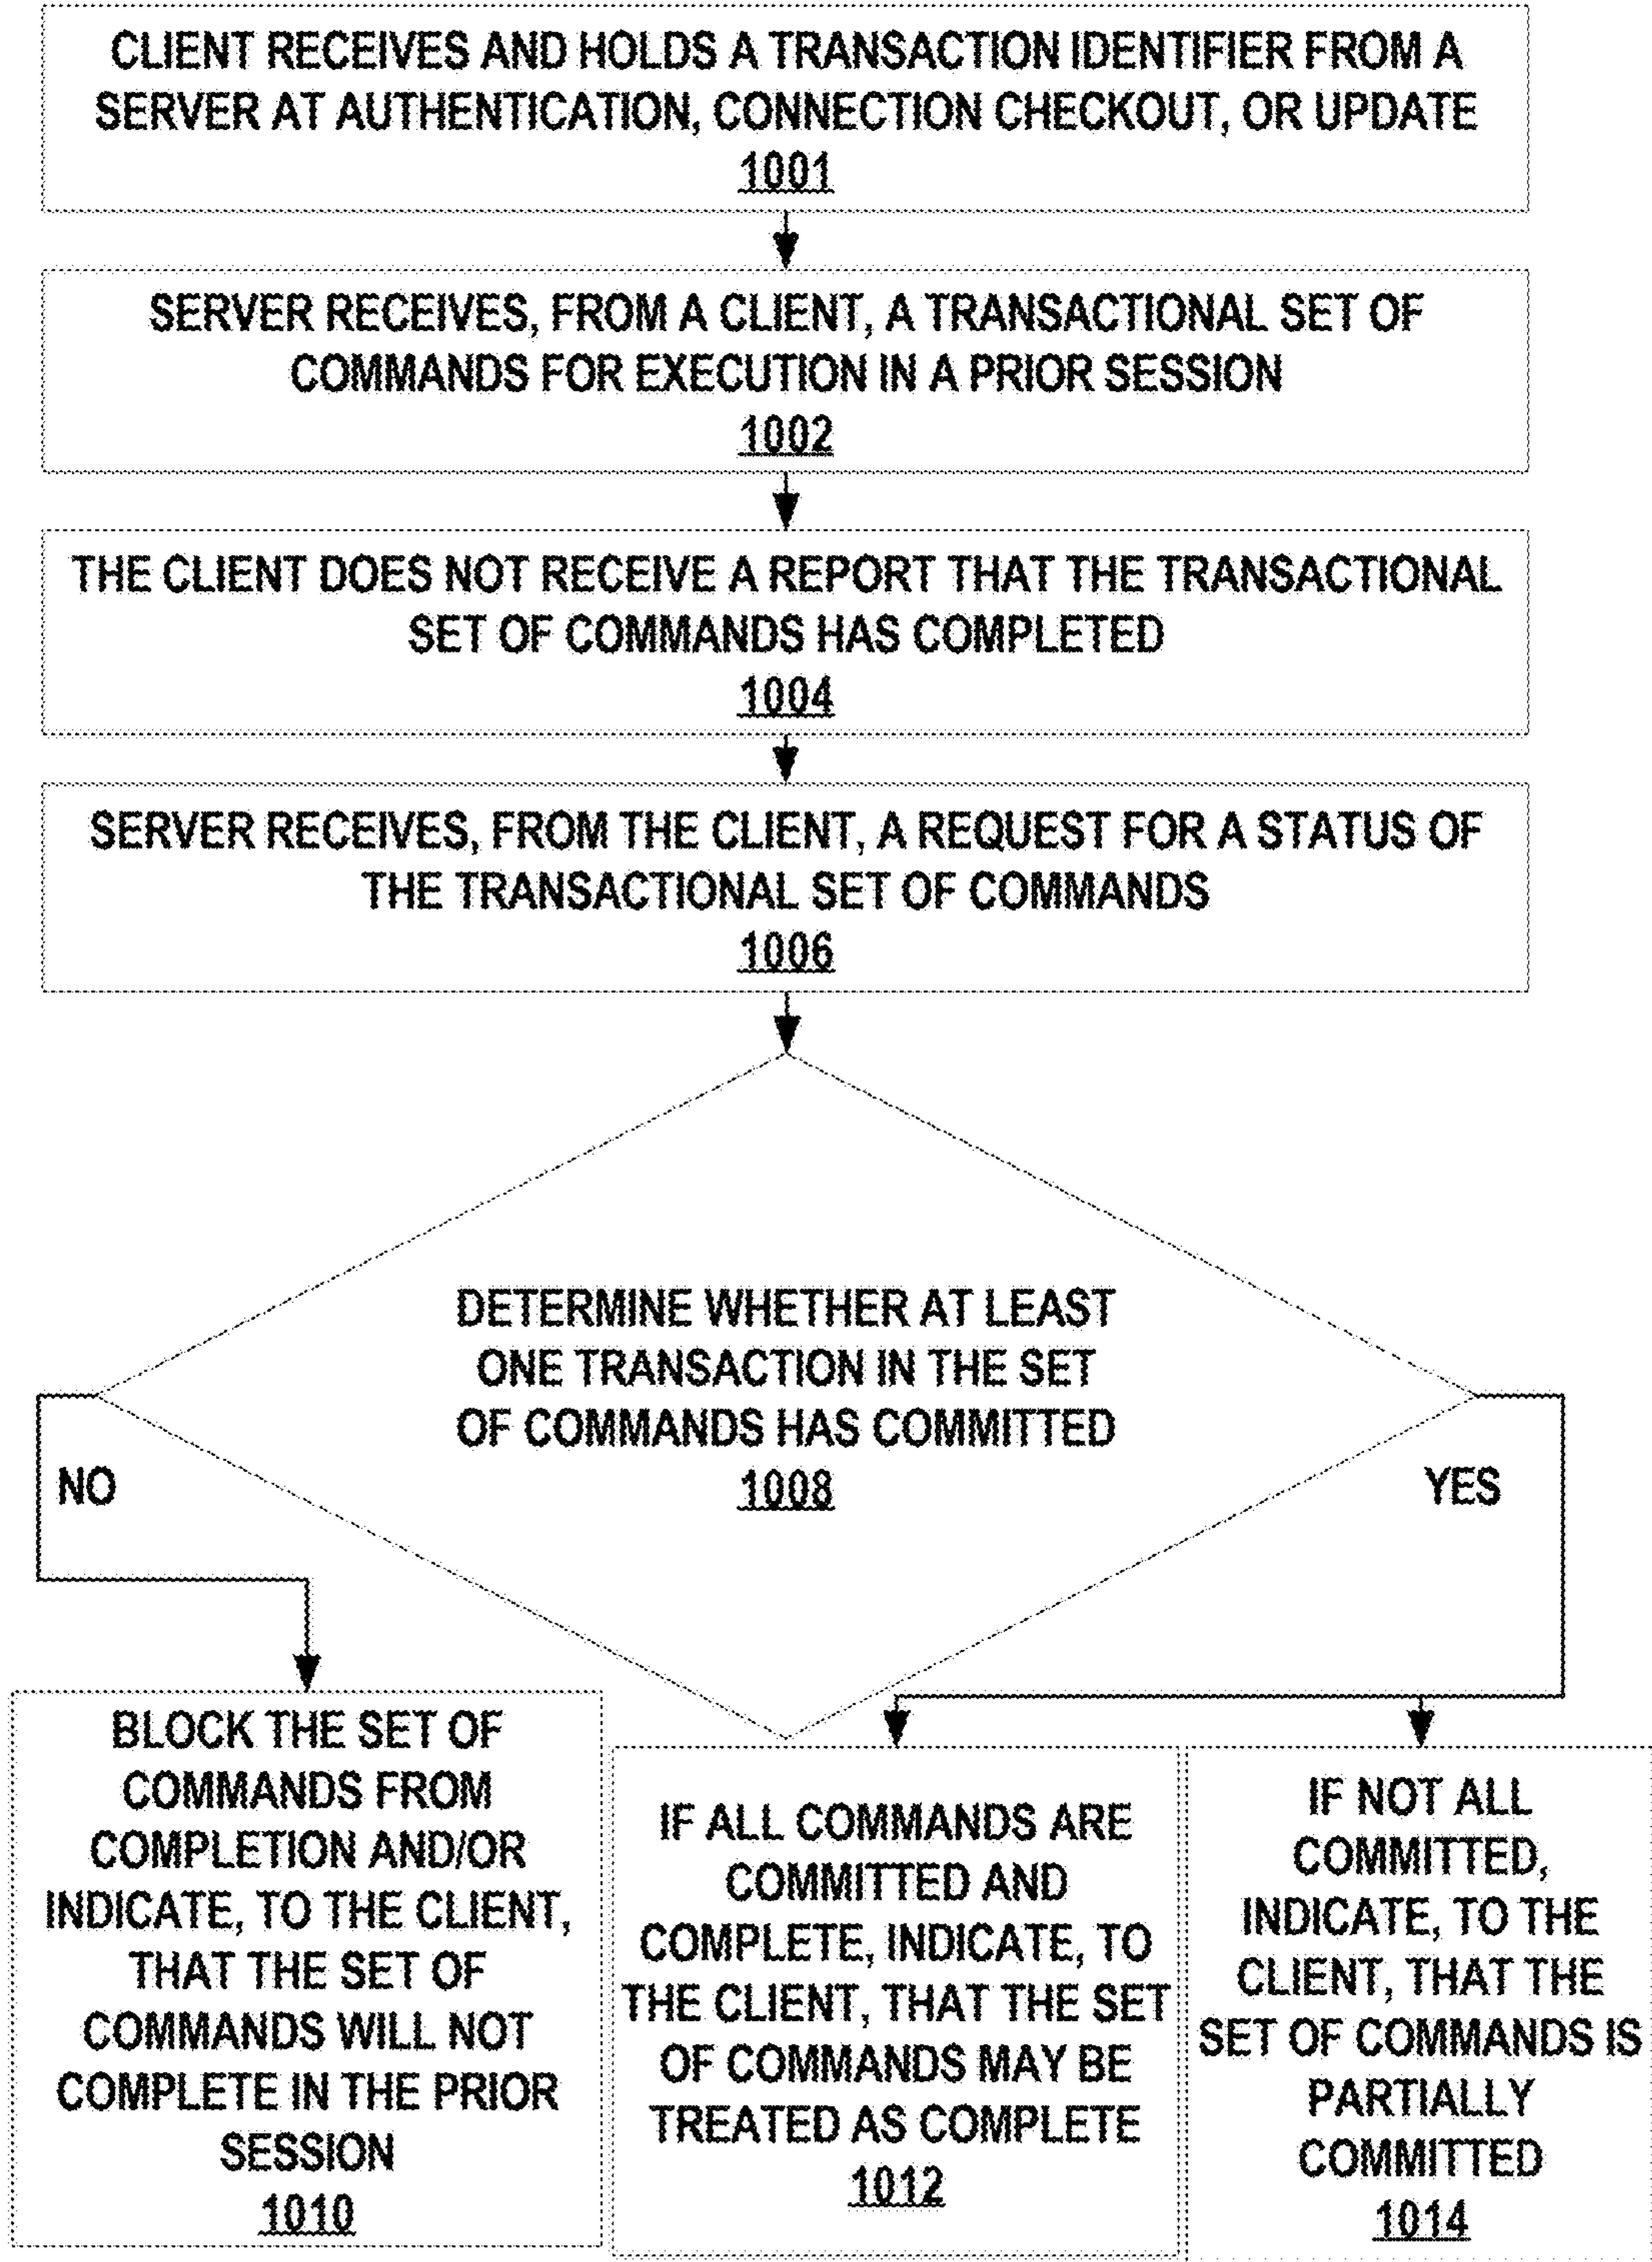 CLIENT RECEIVES AND HOLDS A TRANSACTION IDENTIFIER FROM A
SERVER AT AUTHENTICATION, CONNECTION CHECKOUT, OR UPDATE
1001
SERVER RECEIVES, FROM A CLIENT, A TRANSACTIONAL SET OF
COMMANDS FOR EXECUTION IN A PRIOR SESSION
1002
THE CLIENT DOES NOT RECEIVE A REPORT THAT THE TRANSACTIONAL
SET OF COMMANDS HAS COMPLETED
1004
SERVER RECEIVES, FROM THE CLIENT, A REQUEST FOR A STATUS OF
THE TRANSACTIONAL SET OF COMMANDS
1006
DETERMINE WHETHER AT LEAST
ONE TRANSACTION IN THE SET
OF COMMANDS HAS COMMITTED
1008
NO
YES
BLOCK THE SET OF
COMMANDS FROM
COMPLETION AND/OR
INDICATE, TO THE CLIENT,
THAT THE SET OF
COMMANDS WILL NOT
COMPLETE IN THE PRIOR
SESSION
1010
IF ALL COMMANDS ARE
COMMITTED AND
COMPLETE, INDICATE, TO
THE CLIENT, THAT THE SET
OF COMMANDS MAY BE
TREATED AS COMPLETE
1012
IF NOT ALL
COMMITTED,
INDICATE, TO THE
CLIENT, THAT THE
SET OF COMMANDS IS
PARTIALLY
COMMITTED
1014